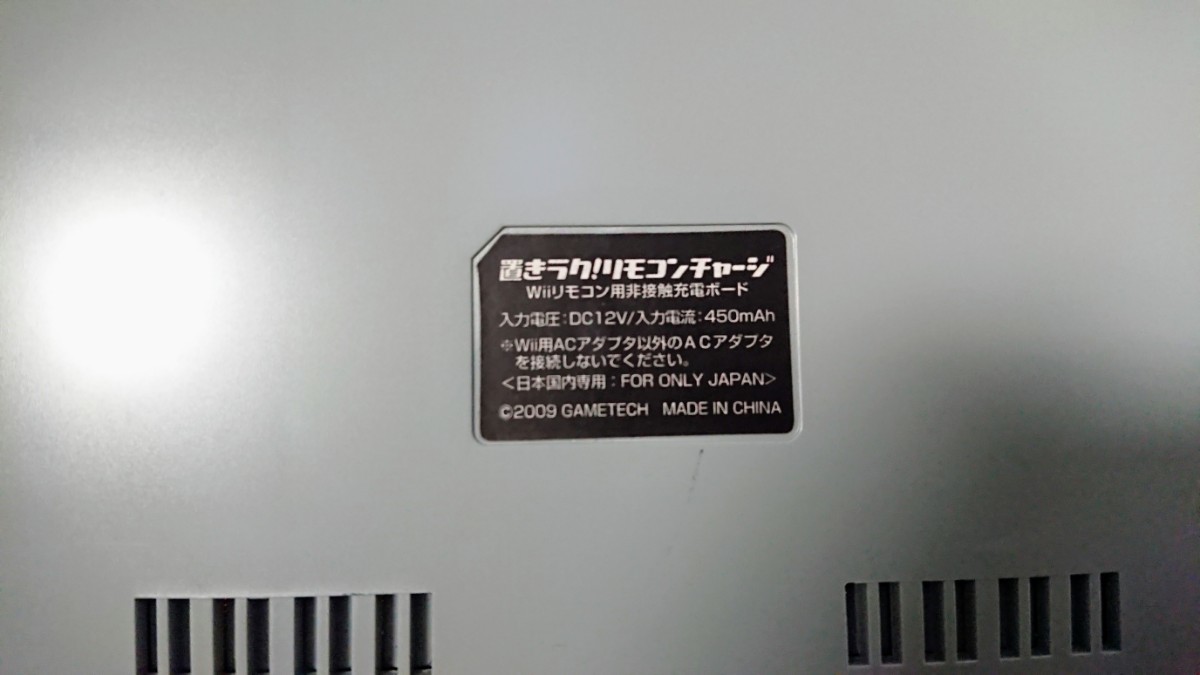 置きラク!リモコンチャージ
Wiiリモコン用非接触充電ボード
入力電圧:DC12V/入力電流:450mAh
※Wii用ACアダプタ以外のACアダプタ
を接続しないでください。
<日本国内専用:FOR ONLY JAPAN>
©2009 GAMETECH MADE IN CHINA